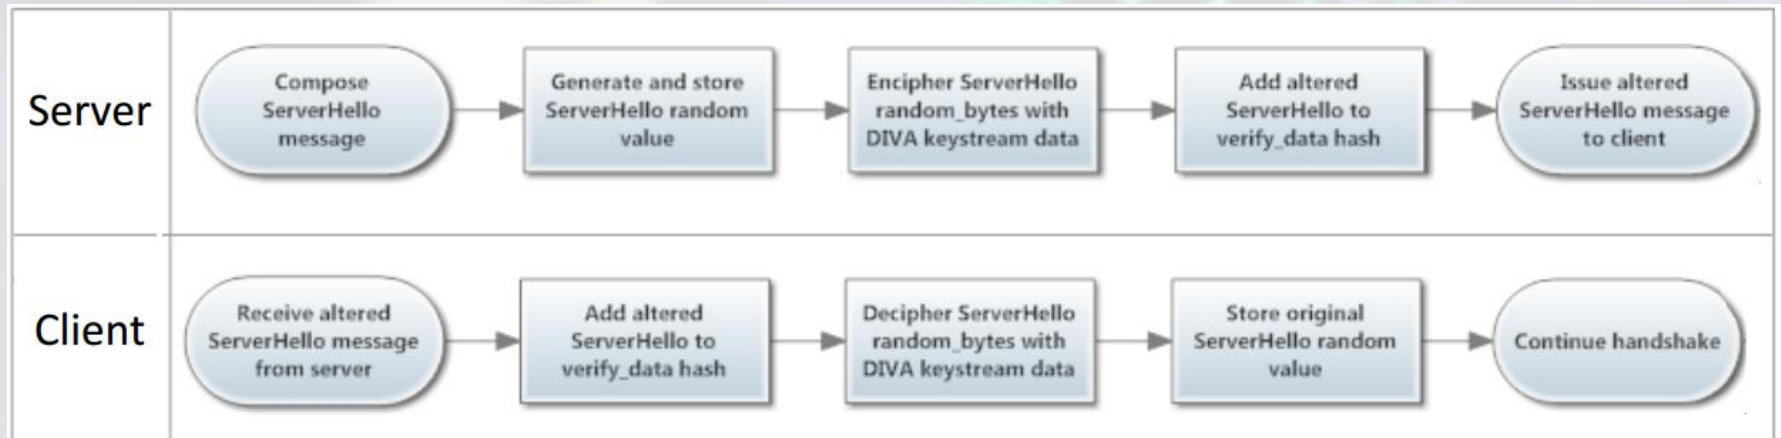 Server
Compose
ServerHello
message
Generate and store
ServerHello random
value
Encipher ServerHello
random_bytes with
DIVA keystream data
Add altered
ServerHello to
verify_data hash
Issue altered
ServerHello message
to client
Client
Receive altered
ServerHello message
from server
Add altered
ServerHello to
verify_data hash
Decipher ServerHello
random_bytes with
DIVA keystream data
Store original
ServerHello random
value
Continue handshake